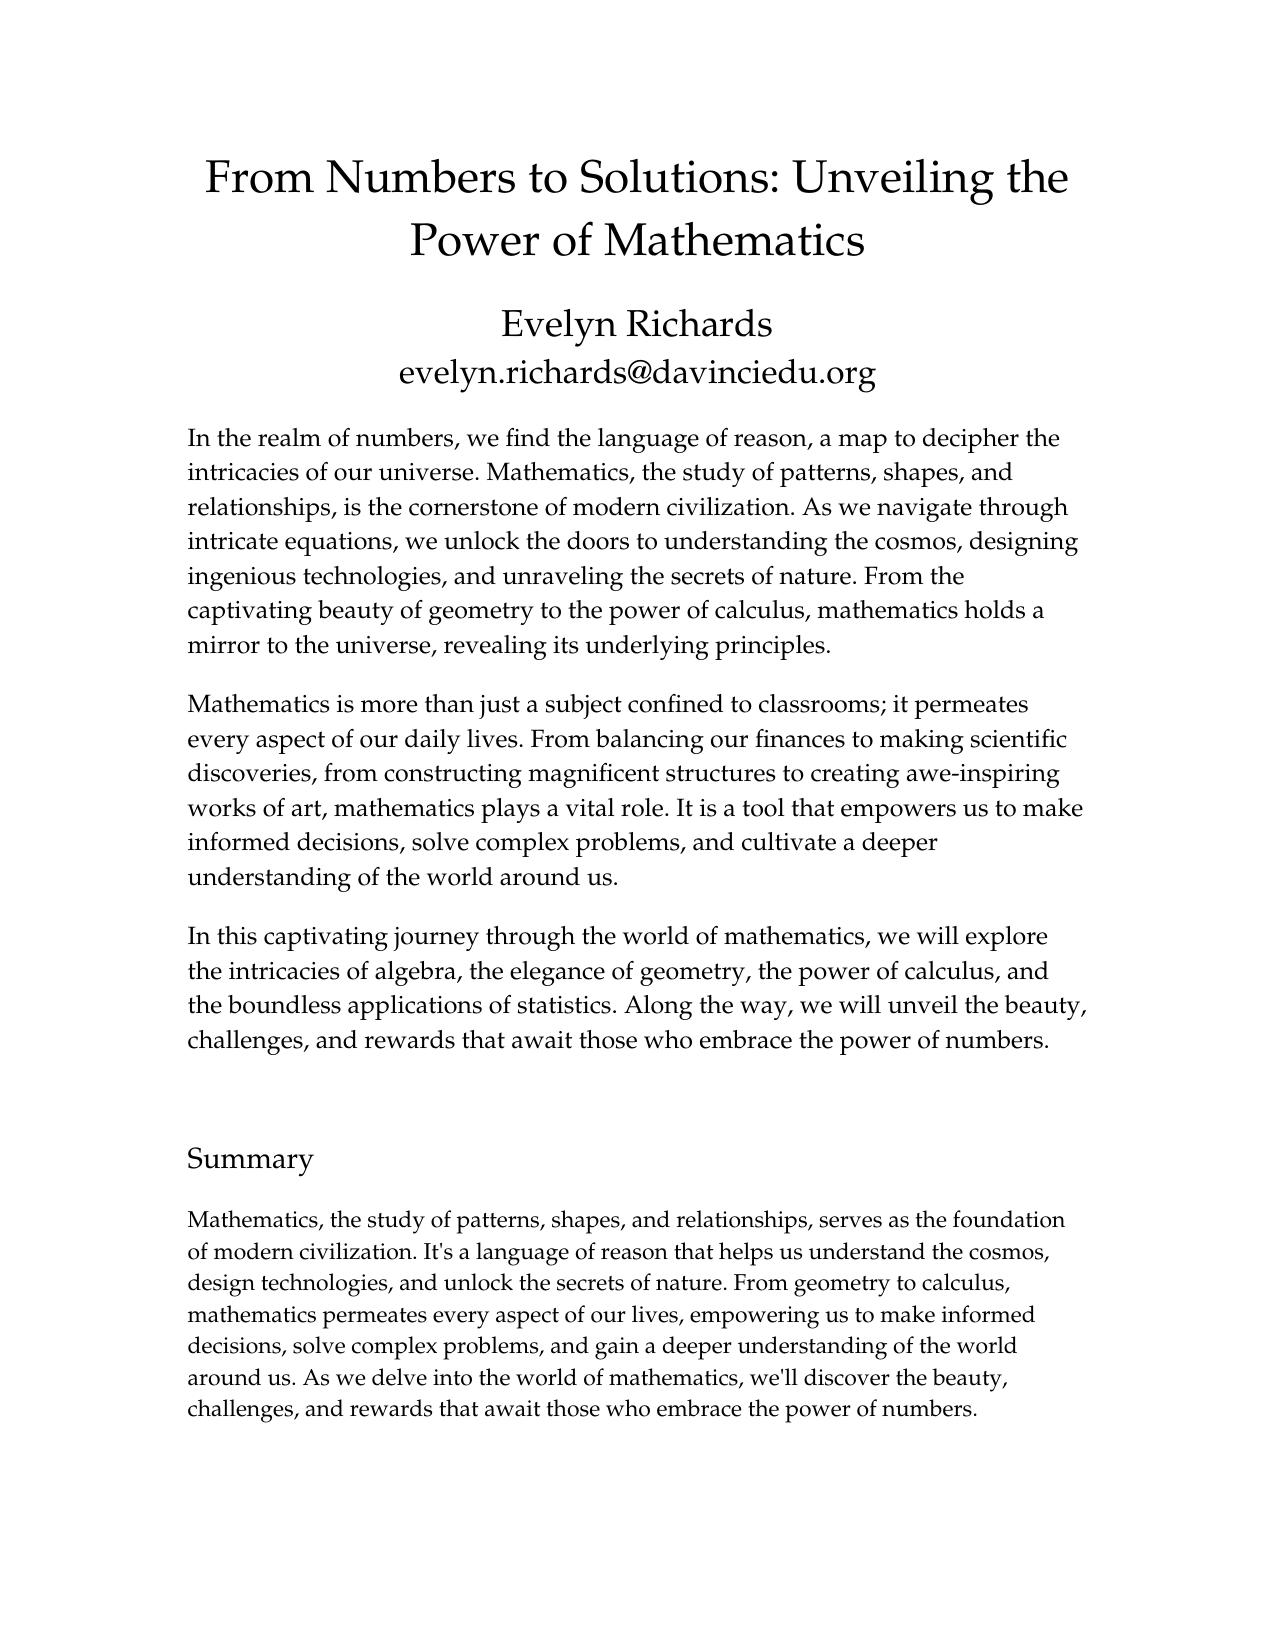 From Numbers to Solutions: Unveiling the
Power of Mathematics
Evelyn Richards
evelyn.richards@davinciedu.org
In the realm of numbers, we find the language of reason, a map to decipher the
intricacies of our universe. Mathematics, the study of patterns, shapes, and
relationships, is the cornerstone of modern civilization. As we navigate through
intricate equations, we unlock the doors to understanding the cosmos, designing
ingenious technologies, and unraveling the secrets of nature. From the
captivating beauty of geometry to the power of calculus, mathematics holds a
mirror to the universe, revealing its underlying principles.
Mathematics is more than just a subject confined to classrooms; it permeates
every aspect of our daily lives. From balancing our finances to making scientific
discoveries, from constructing magnificent structures to creating awe-inspiring
works of art, mathematics plays a vital role. It is a tool that empowers us to make
informed decisions, solve complex problems, and cultivate a deeper
understanding of the world around us.
In this captivating journey through the world of mathematics, we will explore
the intricacies of algebra, the elegance of geometry, the power of calculus, and
the boundless applications of statistics. Along the way, we will unveil the beauty,
challenges, and rewards that await those who embrace the power of numbers.
Summary
Mathematics, the study of patterns, shapes, and relationships, serves as the foundation
of modern civilization. It's a language of reason that helps us understand the cosmos,
design technologies, and unlock the secrets of nature. From geometry to calculus,
mathematics permeates every aspect of our lives, empowering us to make informed
decisions, solve complex problems, and gain a deeper understanding of the world
around us. As we delve into the world of mathematics, we'll discover the beauty,
challenges, and rewards that await those who embrace the power of numbers.